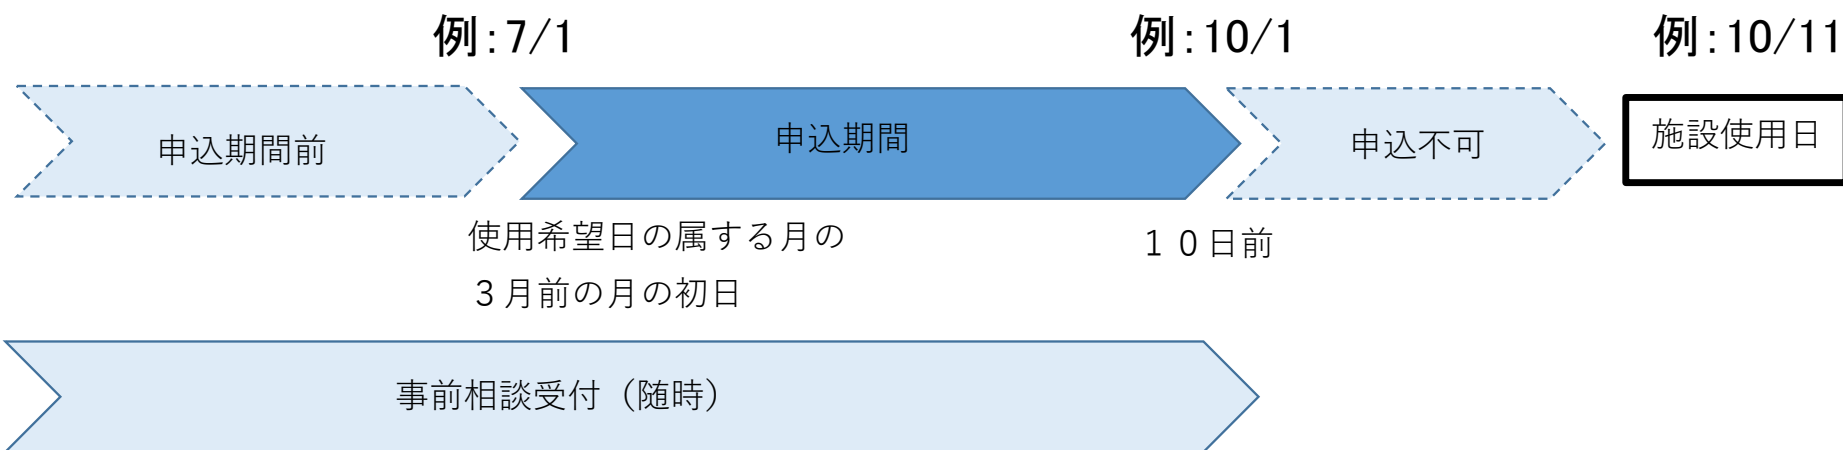 例：7/1
例：10/1
例：10/11
申込期間前
申込期間
申込不可
施設使用日
使用希望日の属する月の
３月前の月の初日
１０日前
事前相談受付（随時）